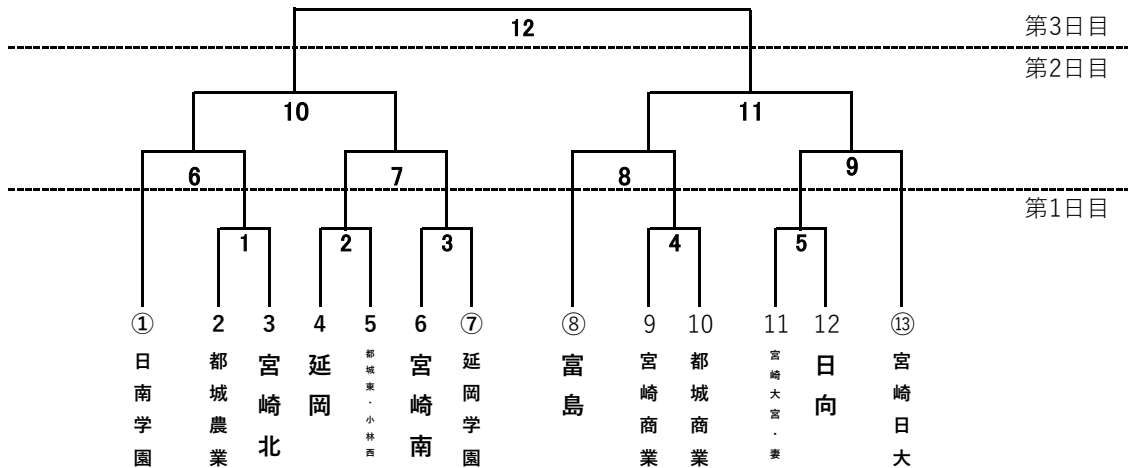 12
第3日目
第2日目
10
11
6
7
8
9
第1日目
1
2
3
4
5
① 2 3 4 5 6 ⑦ ⑧ 9 10 11 12 ⑬
日南学園
都城農業
宮崎北
延岡
都城東・小林西
宮崎南
延岡学園
富島
宮崎商業
都城商業
宮崎大宮・妻
日向
宮崎日大